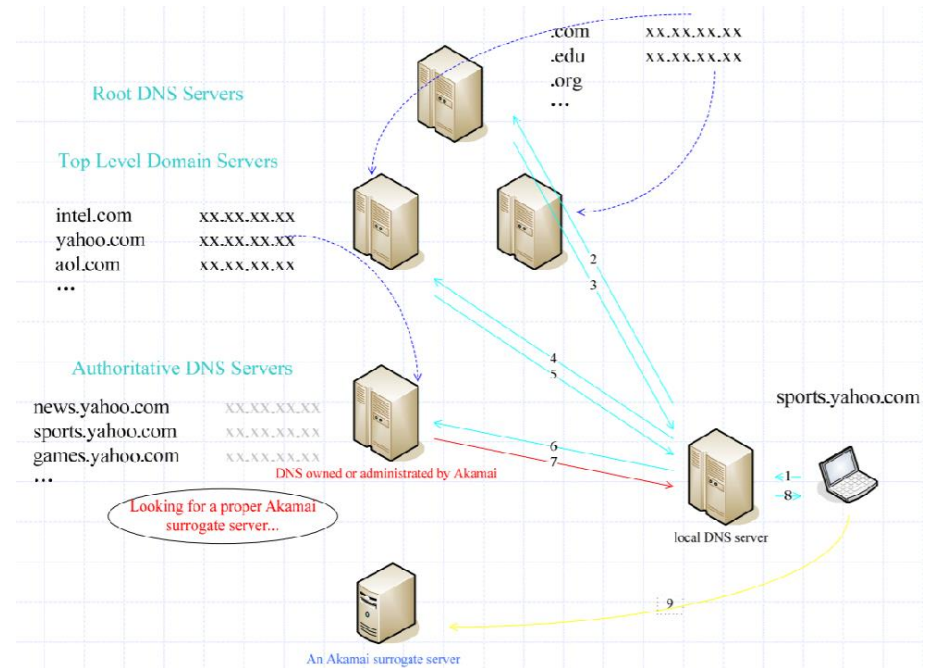 .com xx.xx.xx.xx
.edu xx.xx.xx.xx
.org
...
Root DNS Servers
Top Level Domain Servers
intel.com xx.xx.xx.xx
yahoo.com xx.xx.xx.xx
aol.com xx.xx.xx.xx
...
2
3
4
5
Authoritative DNS Servers
news.yahoo.com xx.xx.xx.xx
sports.yahoo.com xx.xx.xx.xx
games.yahoo.com xx.xx.xx.xx
...
sports.yahoo.com
6
7
DNS owned or administrated by Akamai
1
8
Looking for a proper Akamai
surrogate server...
local DNS server
9
An Akamai surrogate server